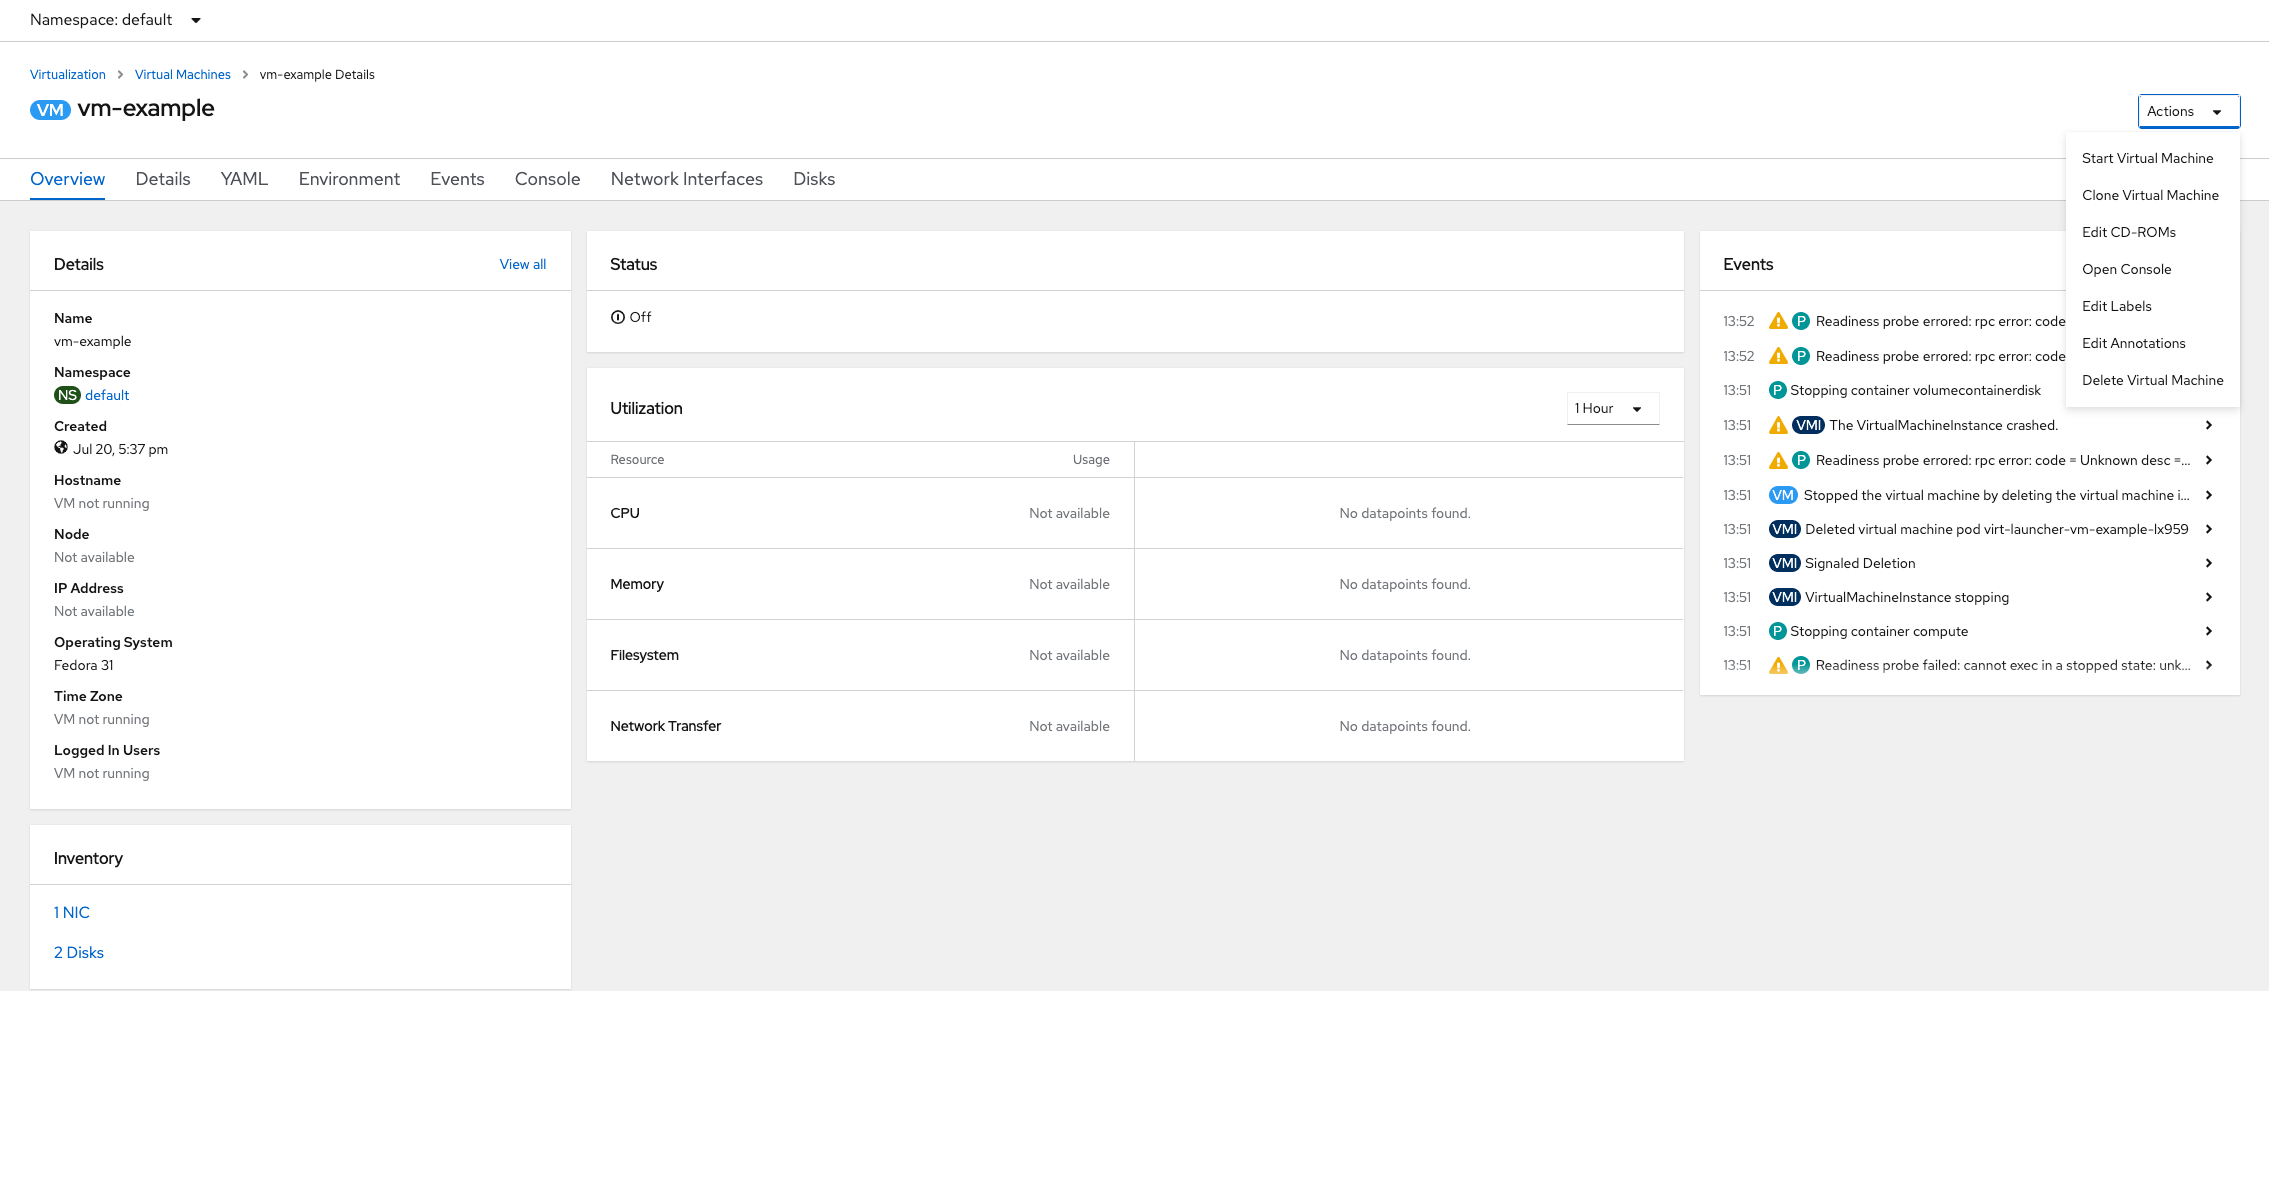 Namespace: default
Virtualization > Virtual Machines > vm-example Details
VM vm-example
Actions
Start Virtual Machine
Clone Virtual Machine
Edit CD-ROMs
Open Console
Edit Labels
Edit Annotations
Delete Virtual Machine
Overview Details YAML Environment Events Console Network Interfaces Disks
Details View all
Name
vm-example
Namespace
NS default
Created
Jul 20, 5:37 pm
Hostname
VM not running
Node
Not available
IP Address
Not available
Operating System
Fedora 31
Time Zone
VM not running
Logged In Users
VM not running
Inventory
1 NIC
2 Disks
Status
Off
Utilization 1 Hour
Resource Usage
CPU Not available No datapoints found.
Memory Not available No datapoints found.
Filesystem Not available No datapoints found.
Network Transfer Not available No datapoints found.
Events
13:52 P Readiness probe errored: rpc error: code
13:52 P Readiness probe errored: rpc error: code
13:51 P Stopping container volumecontainerdisk
13:51 VMI The VirtualMachineInstance crashed.
13:51 P Readiness probe errored: rpc error: code = Unknown desc =...
13:51 VM Stopped the virtual machine by deleting the virtual machine i...
13:51 VMI Deleted virtual machine pod virt-launcher-vm-example-lx959
13:51 VMI Signaled Deletion
13:51 VMI VirtualMachineInstance stopping
13:51 P Stopping container compute
13:51 P Readiness probe failed: cannot exec in a stopped state: unk...